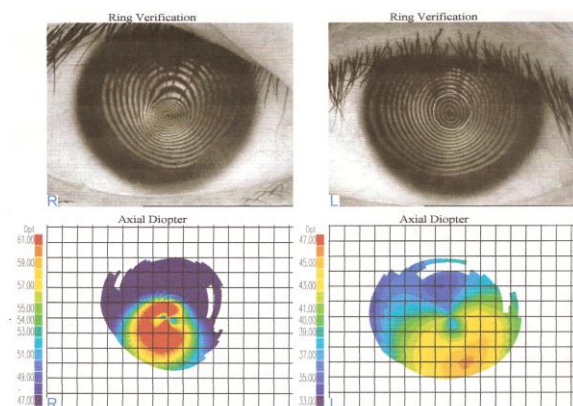 Ring Verification
Ring Verification
R
L
Axial Diopter
Axial Diopter
Dpt
61.00
59.00
57.00
55.00
54.00
53.00
51.00
49.00
47.00
R
Dpt
47.00
45.00
43.00
41.00
40.00
39.00
37.00
35.00
33.00
L